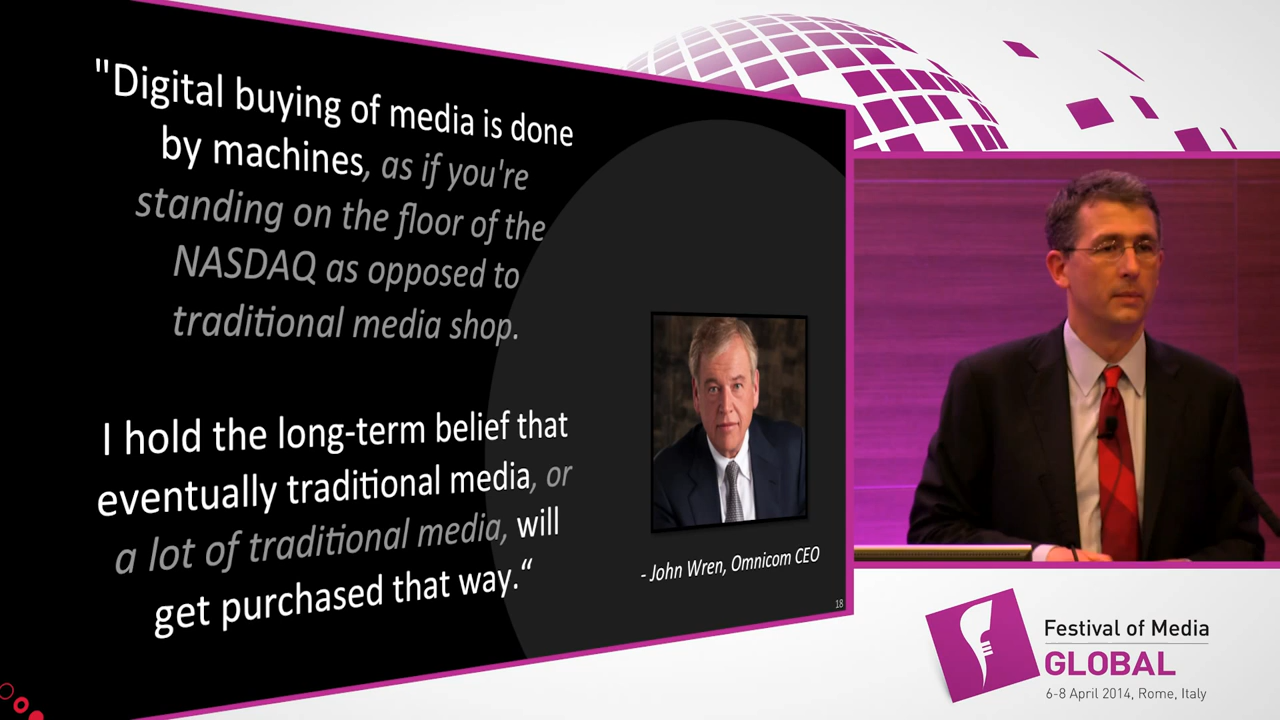 "Digital buying of media is done
by machines, as if you're
standing on the floor of the
NASDAQ as opposed to
traditional media shop.
I hold the long-term belief that
eventually traditional media, or
a lot of traditional media, will
get purchased that way.“
- John Wren, Omnicom CEO
18
Festival of Media
GLOBAL
6-8 April 2014, Rome, Italy